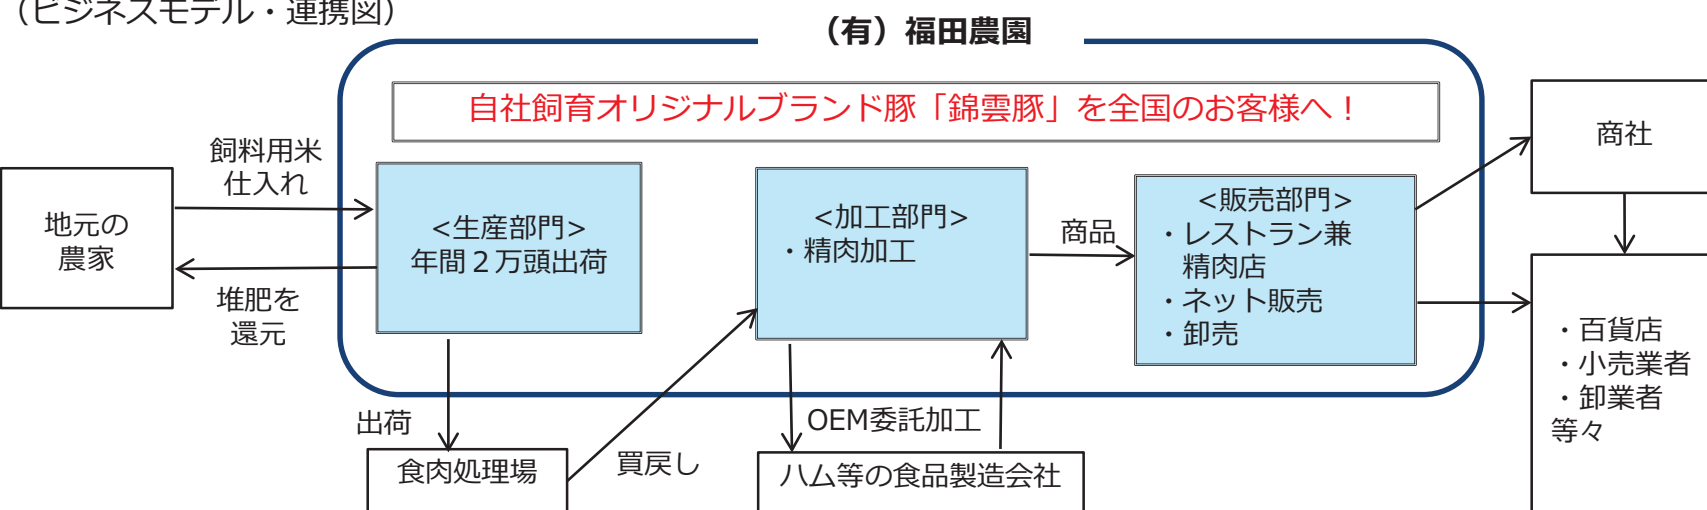 （ビジネスモデル・連携図）
（有）福田農園
自社飼育オリジナルブランド豚「錦雲豚」を全国のお客様へ！
地元の
農家
飼料用米
仕入れ
堆肥を
還元
<生産部門>
年間２万頭出荷
出荷
食肉処理場
買戻し
<加工部門>
・精肉加工
OEM委託加工
ハム等の食品製造会社
商品
<販売部門>
・レストラン兼
精肉店
・ネット販売
・卸売
商社
・百貨店
・小売業者
・卸業者
等々